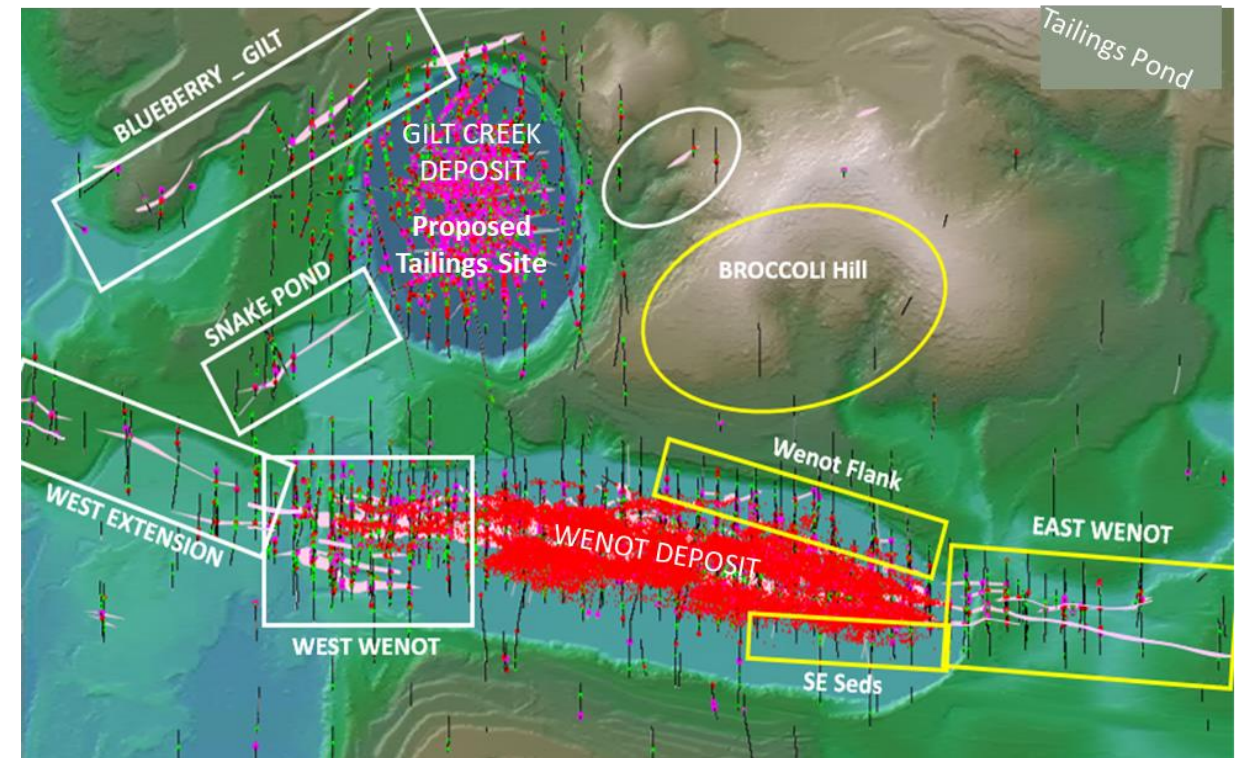 Tailings Pond
BLUEBERRY _ GILT
GILT CREEK
DEPOSIT
Proposed
Tailings Site
SNAKE POND
BROCCOLI Hill
Wenot Flank
WEST EXTENSION
WENOT DEPOSIT
EAST WENOT
WEST WENOT
SE Seds